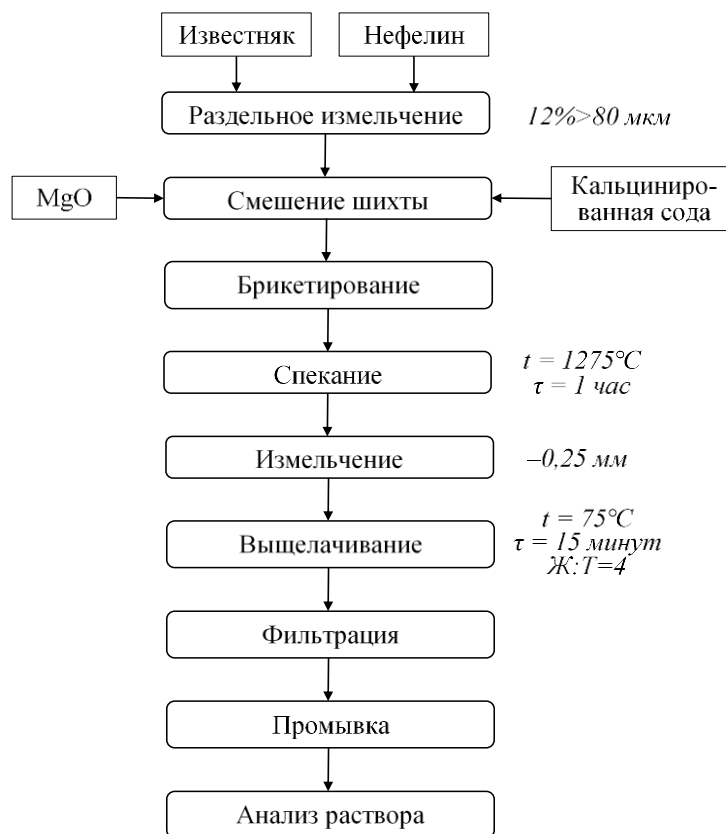 Известняк
Нефелин
Раздельное измельчение
12%>80 мкм
MgO
Смешение шихты
Кальциниро-
ванная сода
Брикетирование
Спекание
t = 1275°C
τ = 1 час
Измельчение
–0,25 мм
Выщелачивание
t = 75°C
τ = 15 минут
Ж:Т=4
Фильтрация
Промывка
Анализ раствора